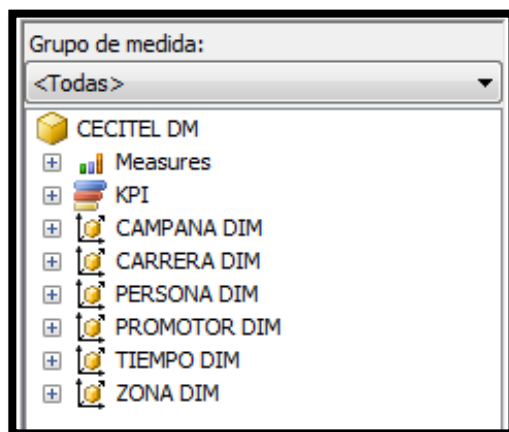 Grupo de medida:
<Todas>
CECITEL DM
Measures
KPI
CAMPANA DIM
CARRERA DIM
PERSONA DIM
PROMOTOR DIM
TIEMPO DIM
ZONA DIM